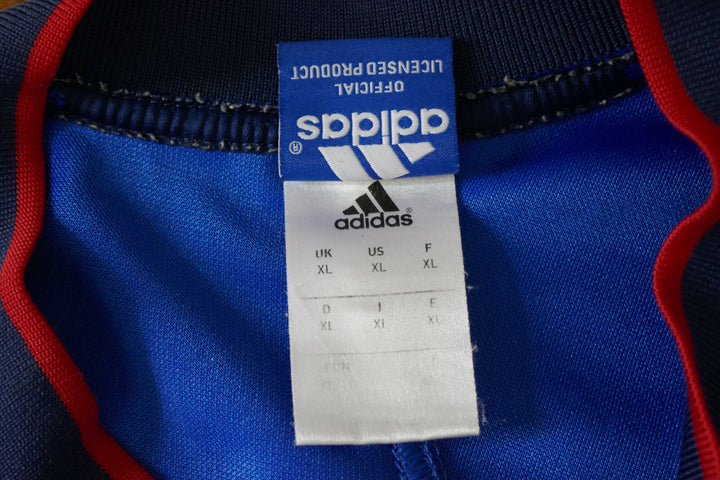 OFFICIAL
LICENSED PRODUCT
adidas®
adidas®
UK US F
XL XL XL
D I E
XL XL XL